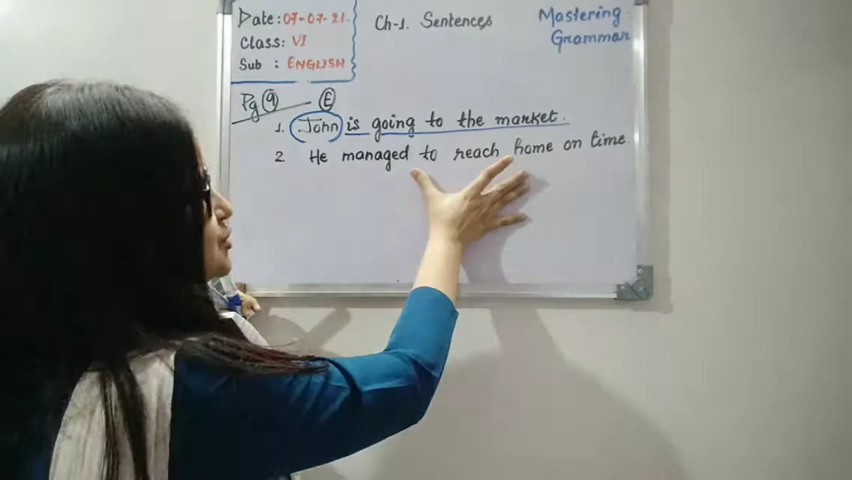 Date: 07-07-21.
Class: VI
Sub : ENGLISH
Ch-1. Sentences
Mastering
Grammar
Pg 9 E
1. John is going to the market.
2. He managed to reach home on time.